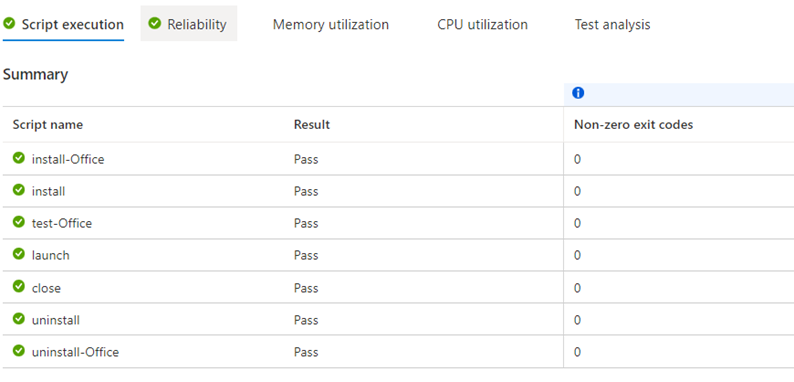 Script execution Reliability Memory utilization CPU utilization Test analysis
Summary
Script name Result Non-zero exit codes
install-Office Pass 0
install Pass 0
test-Office Pass 0
launch Pass 0
close Pass 0
uninstall Pass 0
uninstall-Office Pass 0